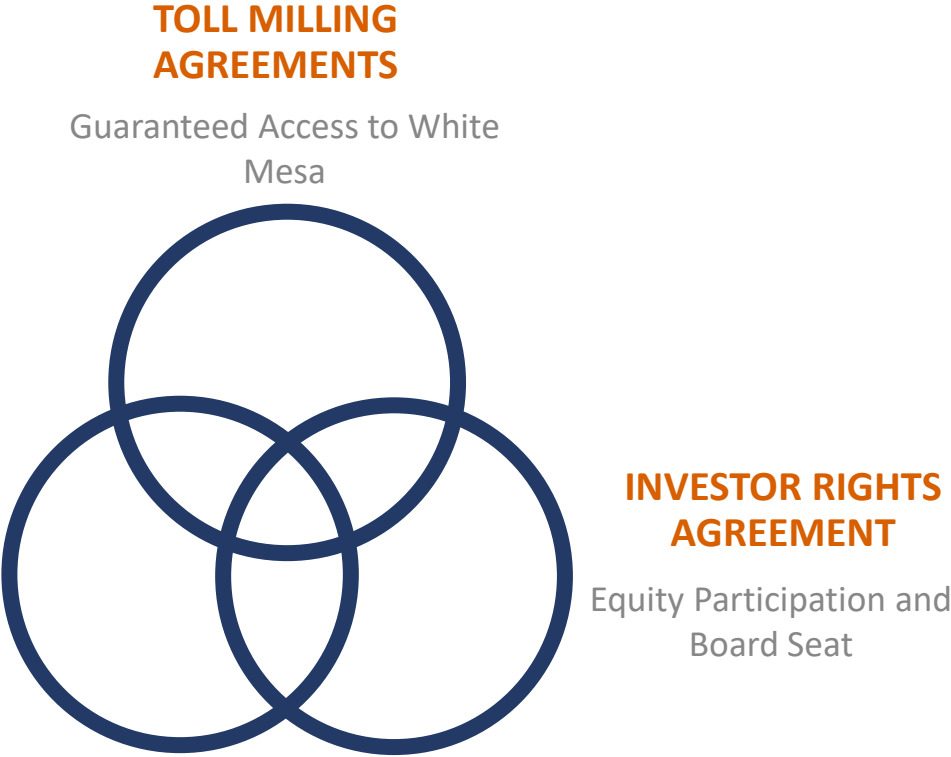 TOLL MILLING
AGREEMENTS
Guaranteed Access to White
Mesa
INVESTOR RIGHTS
AGREEMENT
Equity Participation and
Board Seat